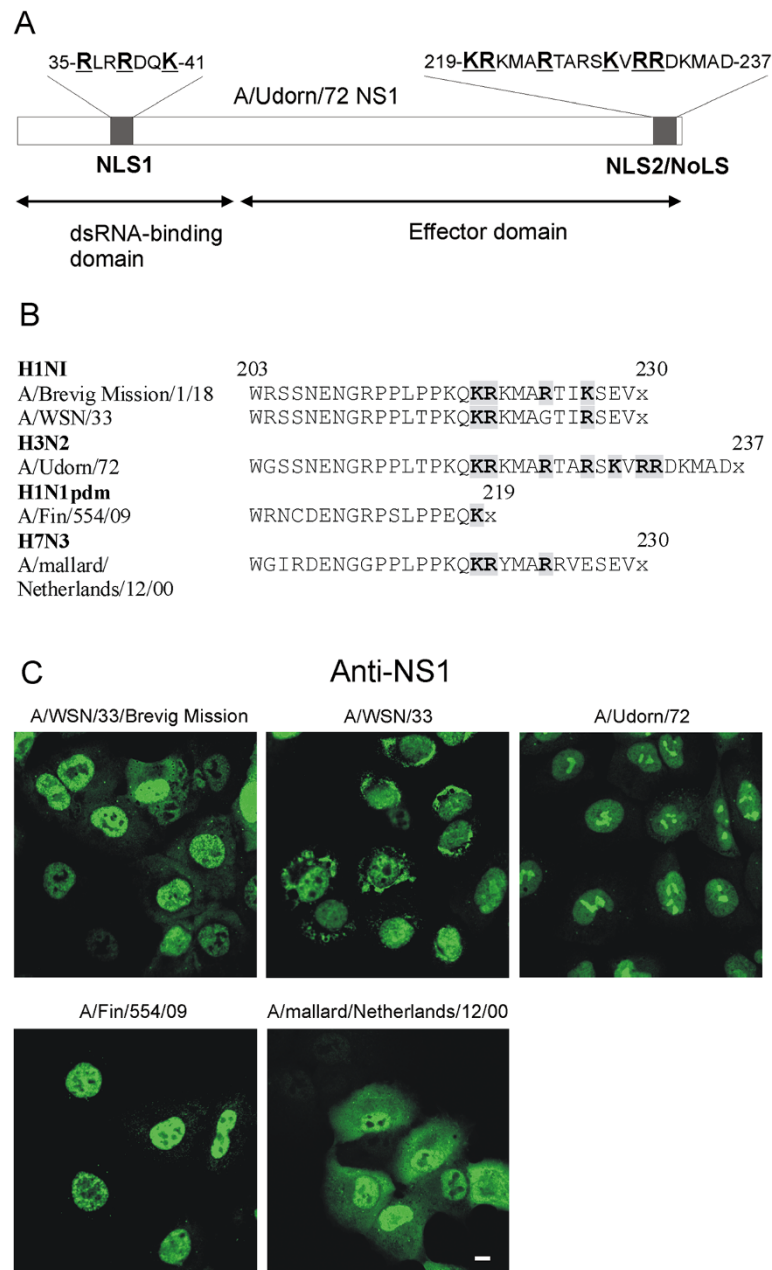 A
35-RLRRDQK-41
219-KRKMARTARSKVRRDKMAD-237
A/Udorn/72 NS1
NLS1
NLS2/NoLS
dsRNA-binding
domain
Effector domain
B
H1NI
203
230
A/Brevig Mission/1/18
WRSSNENGRPPLPPKQKRKMARTIKSEVx
A/WSN/33
WRSSNENGRPPLTPKQKRKMAGTIRSEVx
H3N2
237
A/Udorn/72
WGSSNENGRPPLTPKQKRKMARTARSKVRRDKMADx
H1N1pdm
219
A/Fin/554/09
WRNCDENGRPSLPPEQKx
H7N3
230
A/mallard/
WGIRDENGGPPLPPKQKRYMARRVESEVx
Netherlands/12/00
C
Anti-NS1
A/WSN/33/Brevig Mission
A/WSN/33
A/Udorn/72
A/Fin/554/09
A/mallard/Netherlands/12/00